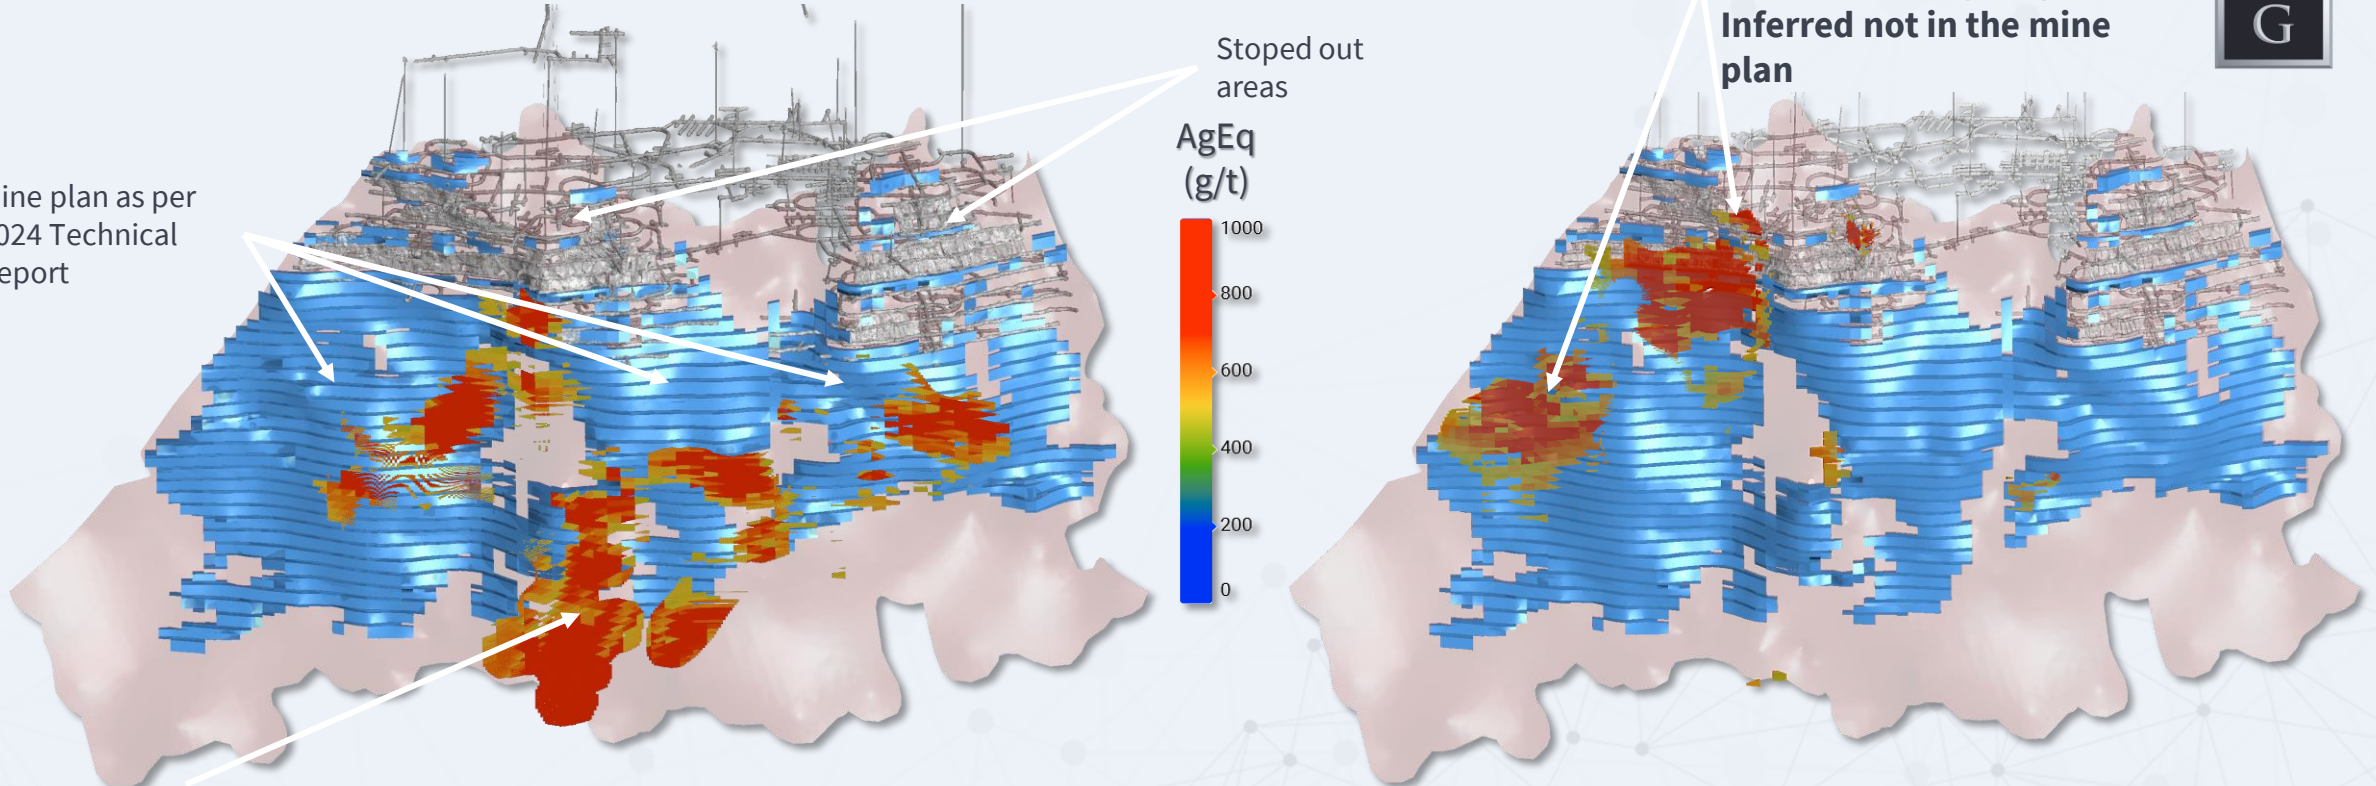 Stoped out
areas
AgEq
(g/t)
1000
800
600
400
200
0
ine plan as per
024 Technical
eport
Inferred not in the mine
plan
G